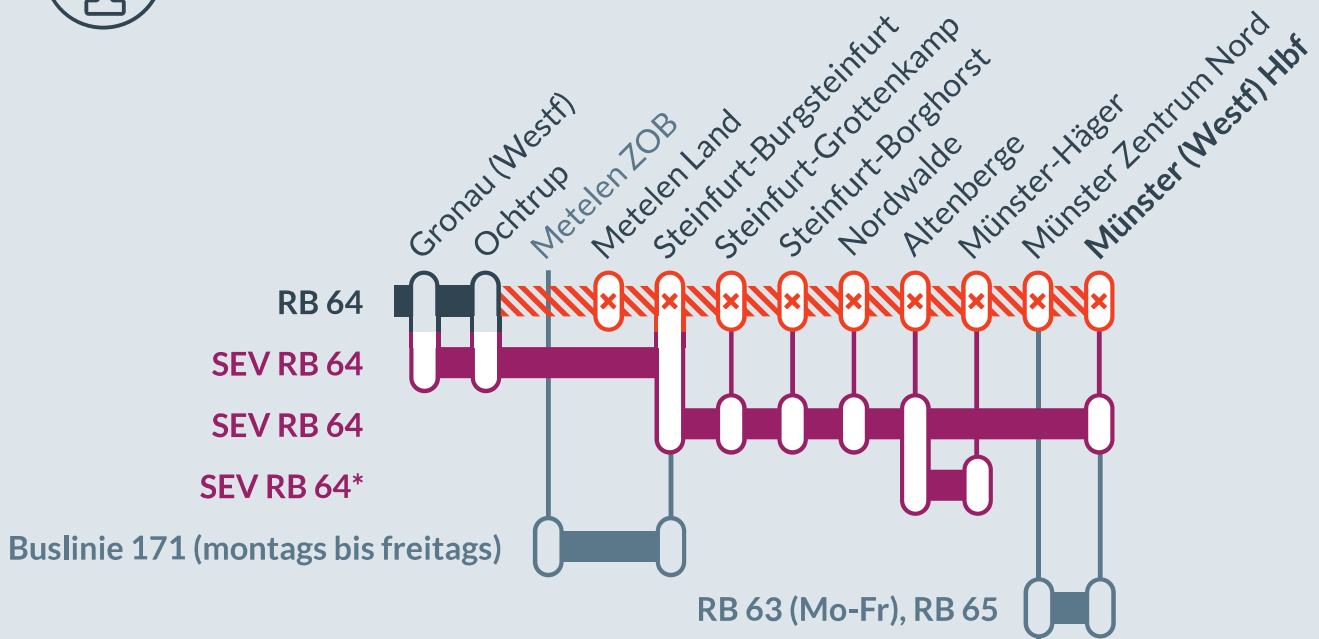 Gronau (Westf)
Ochtrup
Metelen ZOB
Metelen Land
Steinfurt-Burgsteinfurt
Steinfurt-Grottenkamp
Steinfurt-Borghorst
Nordwalde
Altenberge
Münster-Häger
Münster Zentrum Nord
Münster (Westf) Hbf
RB 64
SEV RB 64
SEV RB 64
SEV RB 64*
Buslinie 171 (montags bis freitags)
RB 63 (Mo-Fr), RB 65